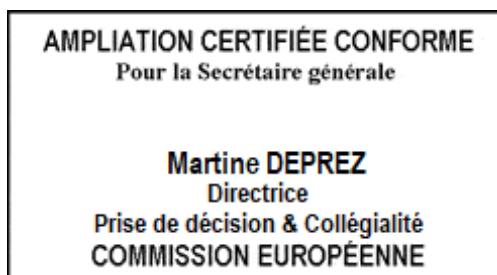 AMPLIATION CERTIFIÉE CONFORME
Pour la Secrétaire générale
Martine DEPREZ
Directrice
Prise de décision & Collégialité
COMMISSION EUROPÉENNE